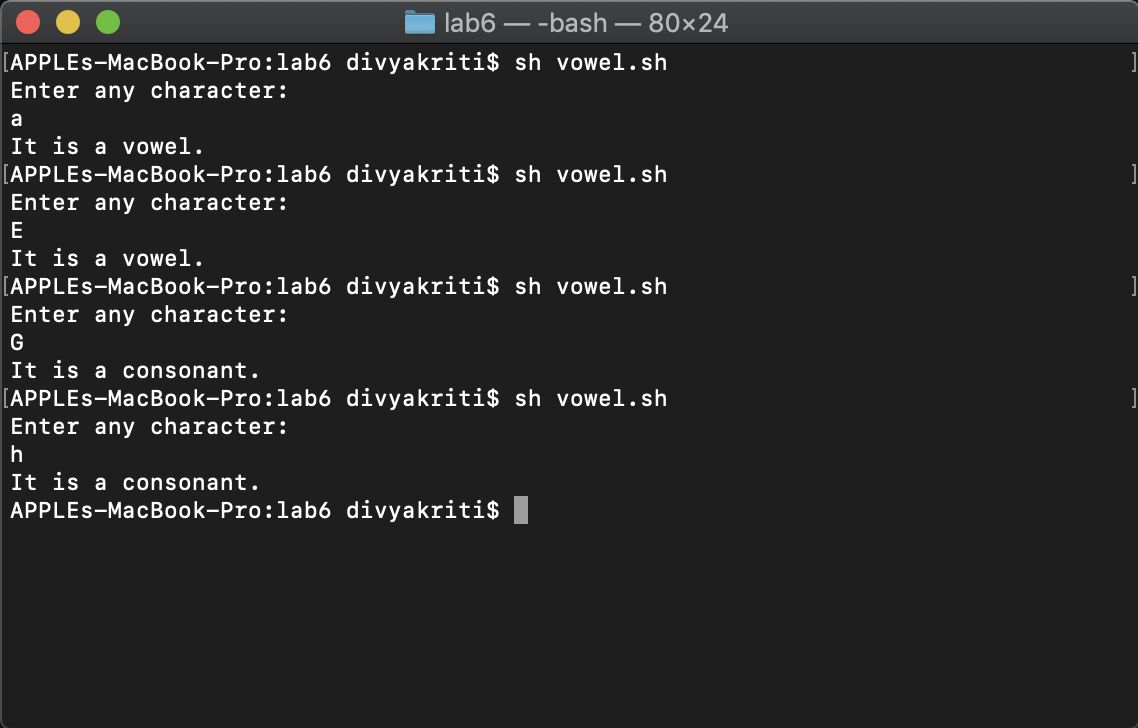 lab6 — -bash — 80×24
[APPLEs-MacBook-Pro:lab6 divyakriti$ sh vowel.sh ]
Enter any character:
a
It is a vowel.
[APPLEs-MacBook-Pro:lab6 divyakriti$ sh vowel.sh ]
Enter any character:
E
It is a vowel.
[APPLEs-MacBook-Pro:lab6 divyakriti$ sh vowel.sh ]
Enter any character:
G
It is a consonant.
[APPLEs-MacBook-Pro:lab6 divyakriti$ sh vowel.sh ]
Enter any character:
h
It is a consonant.
APPLEs-MacBook-Pro:lab6 divyakriti$